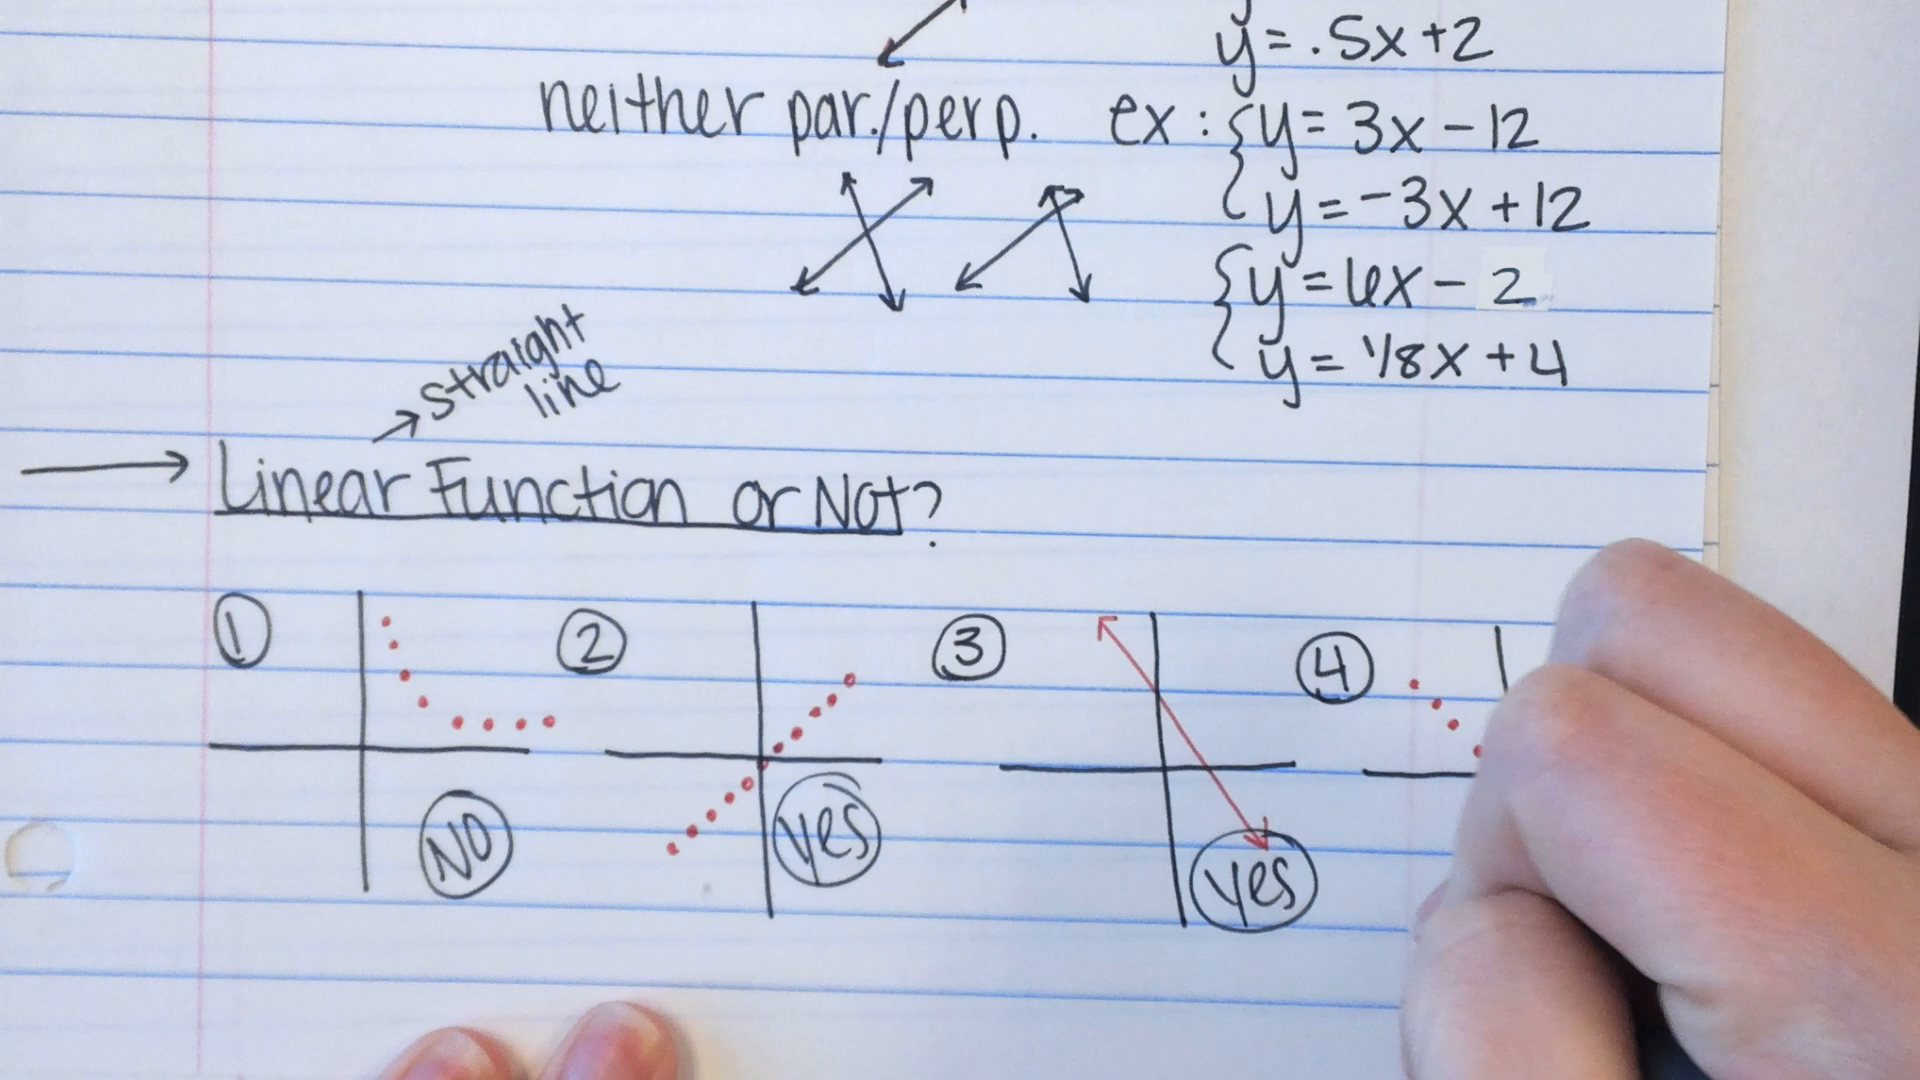 y = .5x + 2
neither par./perp. ex: {y = 3x - 12
y = -3x + 12
{y = 6x - 2
y = 1/8x + 4
→ straight line
→ Linear Function or Not?
① ② ③ ④
NO yes yes